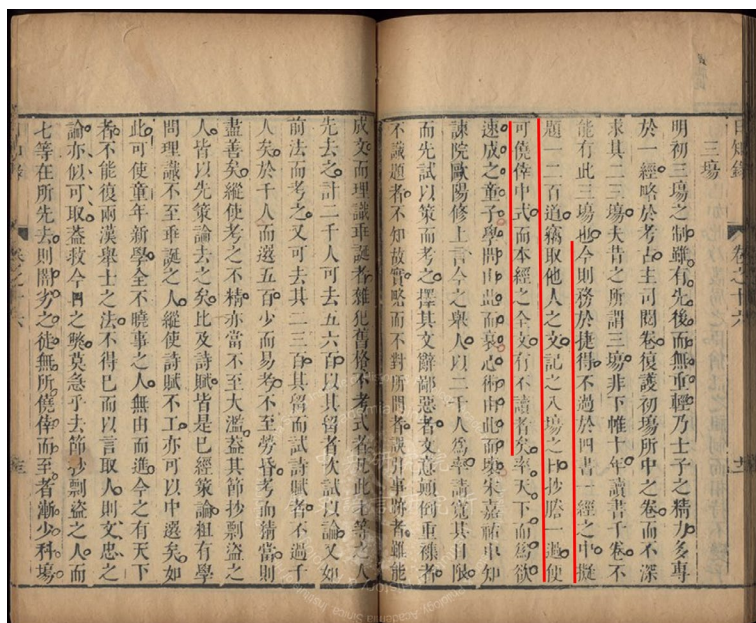 日知錄 卷之十六
三場
明初三場之制雖有先後而無重輕乃士子之精力多專
於一經略於考古主司閱卷復護初場所中之卷而不深
求其二三場夫昔之所謂三場非下帷十年讀書千卷不
能有此三場也今則務於捷得不過於四書一經之中擬
題一二百道竊取他人之文記之入場之日抄謄一過便
可僥倖中式而本經之全文有不讀者矣率天下而爲欲
速成之童子學問由此而衰心術由此而壞宋嘉祐中知
諫院歐陽修上言今之舉人以二千人爲率請寬其日限
而先試以策而考之擇其文辭鄙惡者文意顛倒重雜者
不識題者不知故實略而不對所問者誤引事跡者雖能
成文而理識乖誕者雜犯舊格不考式者凡此七等之人
先去之計二千人可去五六百以其留者次試以論又如
前法而考之又可去其二三百其留而試詩賦者不過千
人矣於千人而選五百少而易考不至勞昏考而精當則
盡善矣縱使考之不精亦當不至大濫蓋其節抄剽盜之
人皆以先策論去之矣比及詩賦皆是已經策論粗有學
問理識不至乖誕之人縱使詩賦不工亦可以中選矣如
此可使童年新學全不曉事之人無由而進今之有天下
者不能復兩漢舉士之法不得已而以言取人則文忠之
論亦似可取蓋救今日之弊莫急乎去節抄剽盜之人而
七等在所先去則闇劣之徒無所僥倖而至者漸少科場